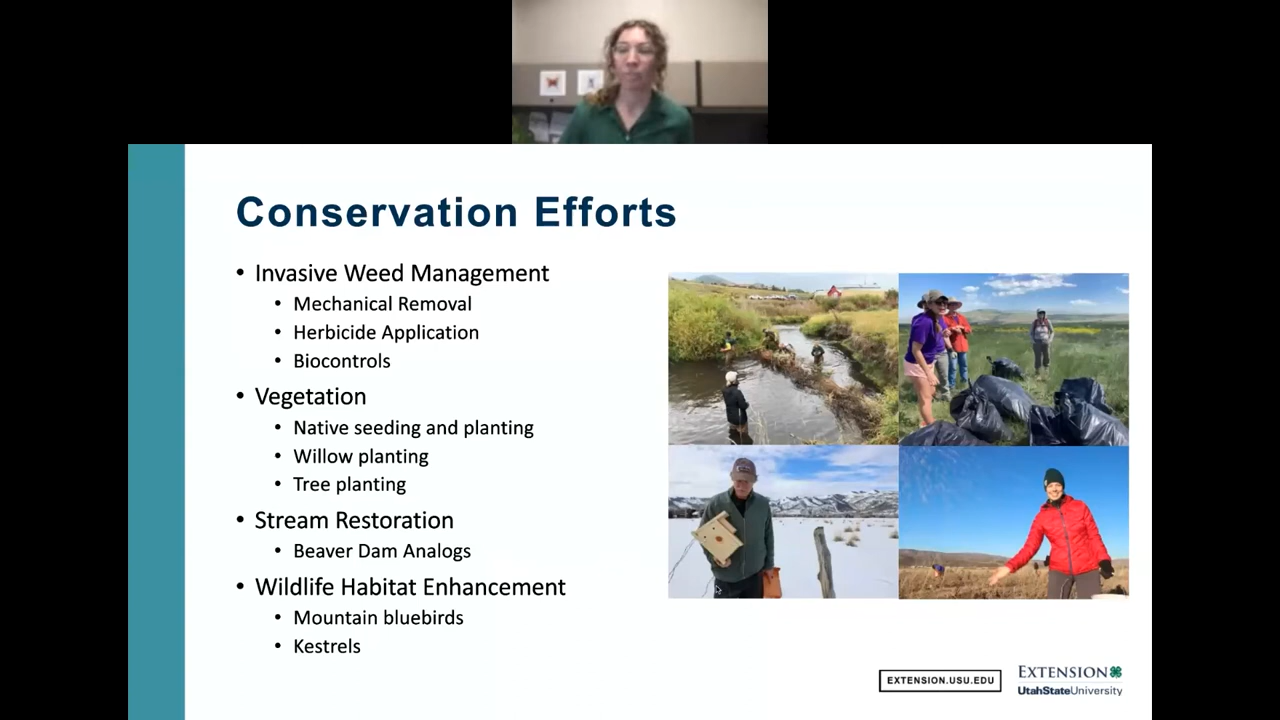 Conservation Efforts
• Invasive Weed Management
• Mechanical Removal
• Herbicide Application
• Biocontrols
• Vegetation
• Native seeding and planting
• Willow planting
• Tree planting
• Stream Restoration
• Beaver Dam Analogs
• Wildlife Habitat Enhancement
• Mountain bluebirds
• Kestrels
EXTENSION.USU.EDU
EXTENSION
UtahStateUniversity